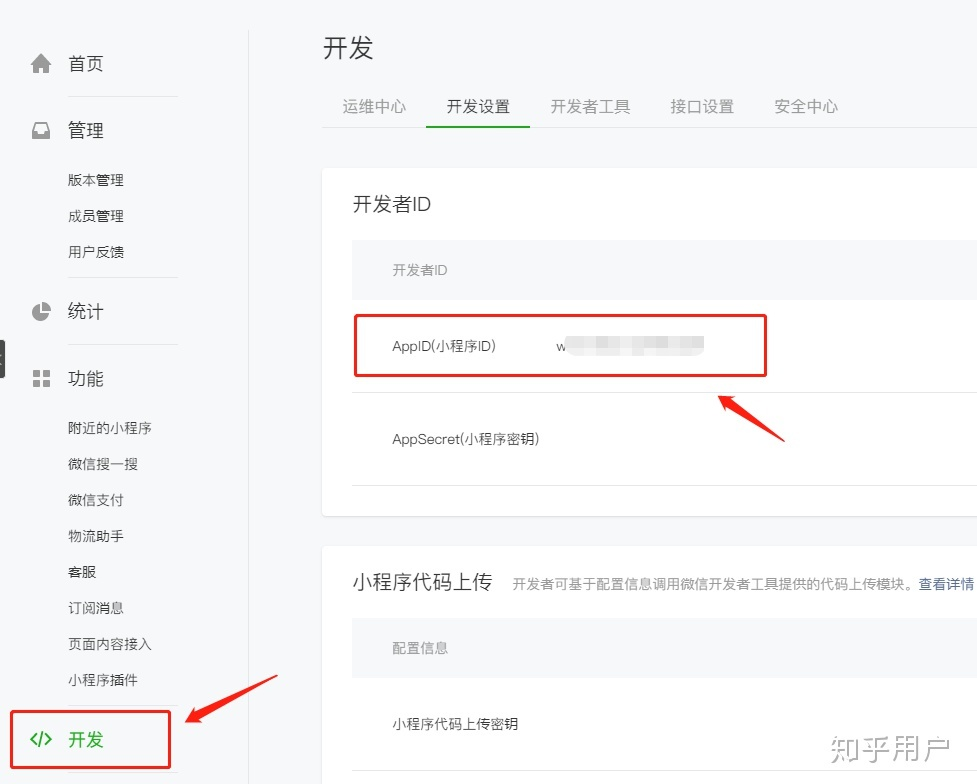 首页
管理
版本管理
成员管理
用户反馈
统计
功能
附近的小程序
微信搜一搜
微信支付
物流助手
客服
订阅消息
页面内容接入
小程序插件
</> 开发
开发
运维中心 开发设置 开发者工具 接口设置 安全中心
开发者ID
开发者ID
AppID(小程序ID) w
AppSecret(小程序密钥)
小程序代码上传 开发者可基于配置信息调用微信开发者工具提供的代码上传模块。查看详情
配置信息
小程序代码上传密钥
知乎用户